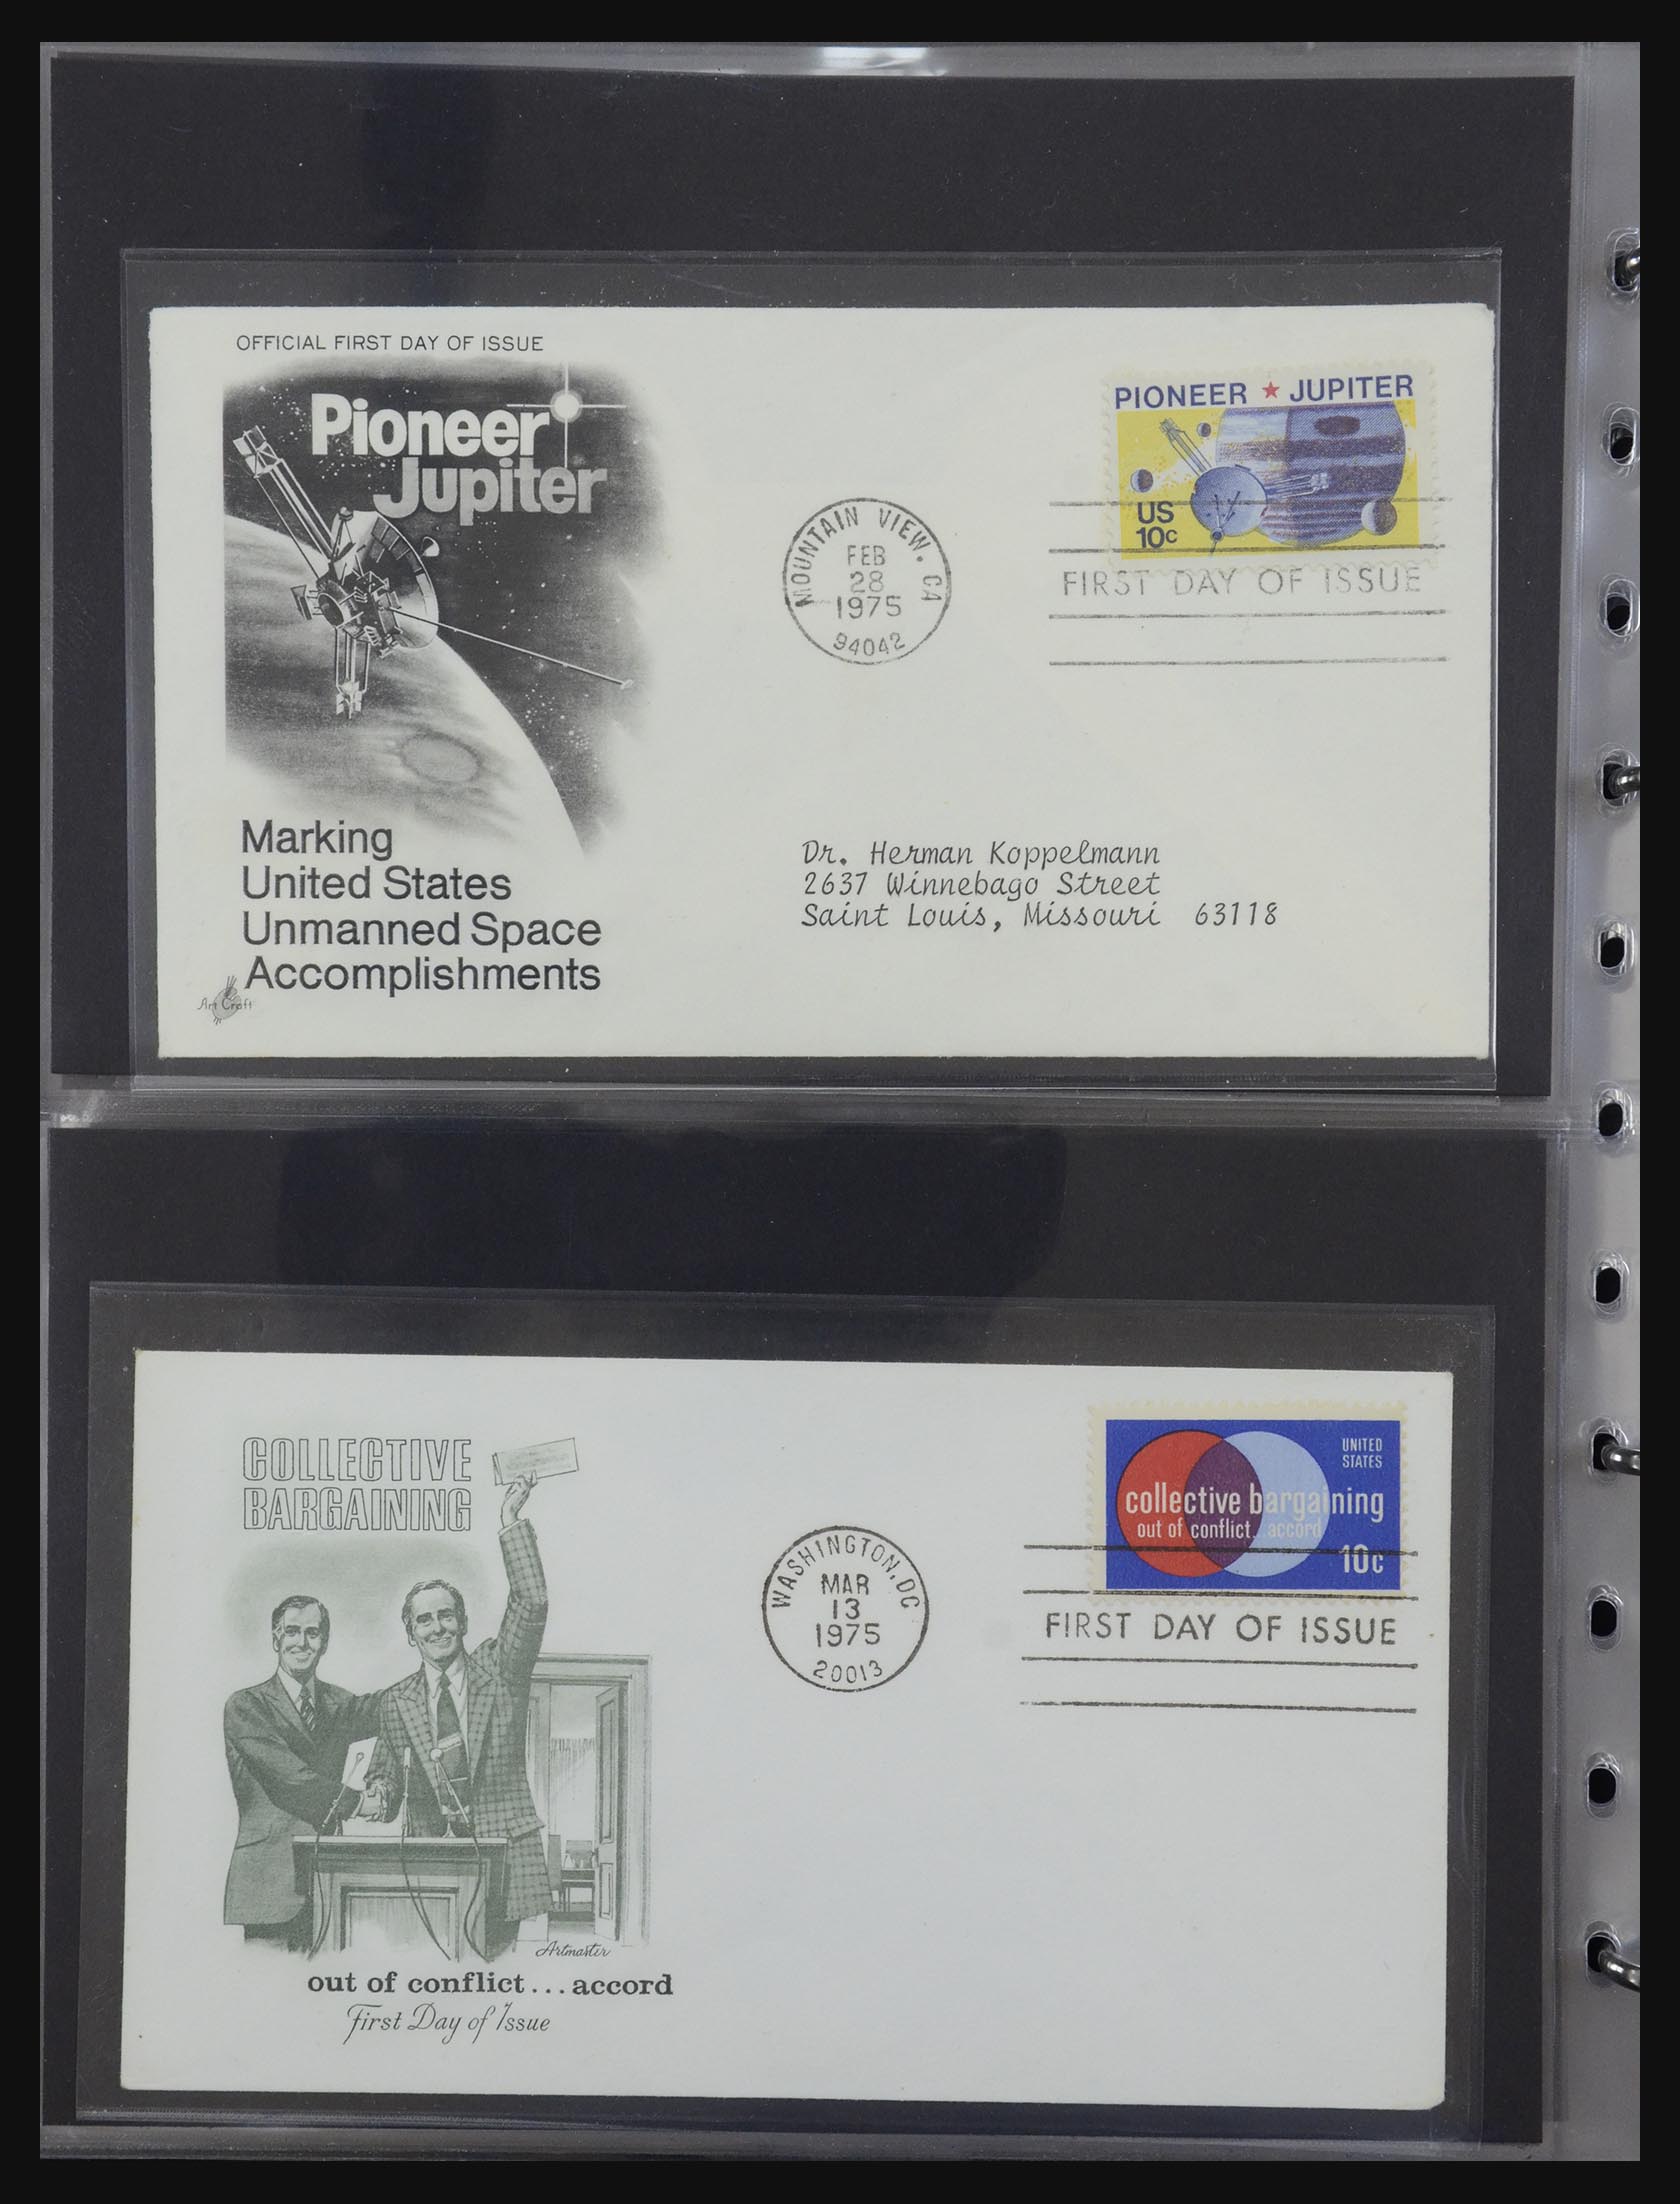 OFFICIAL FIRST DAY OF ISSUE
Pioneer
Jupiter
PIONEER ★ JUPITER
US
10c
MOUNTAIN VIEW, CA
FEB
28
1975
94042
FIRST DAY OF ISSUE
Marking
United States
Unmanned Space
Accomplishments
Art Craft
Dr. Herman Koppelmann
2637 Winnebago Street
Saint Louis, Missouri 63118
COLLECTIVE
BARGAINING
UNITED
STATES
collective bargaining
out of conflict...accord
10c
WASHINGTON, DC
MAR
13
1975
20013
FIRST DAY OF ISSUE
Artmaster
out of conflict...accord
First Day of Issue